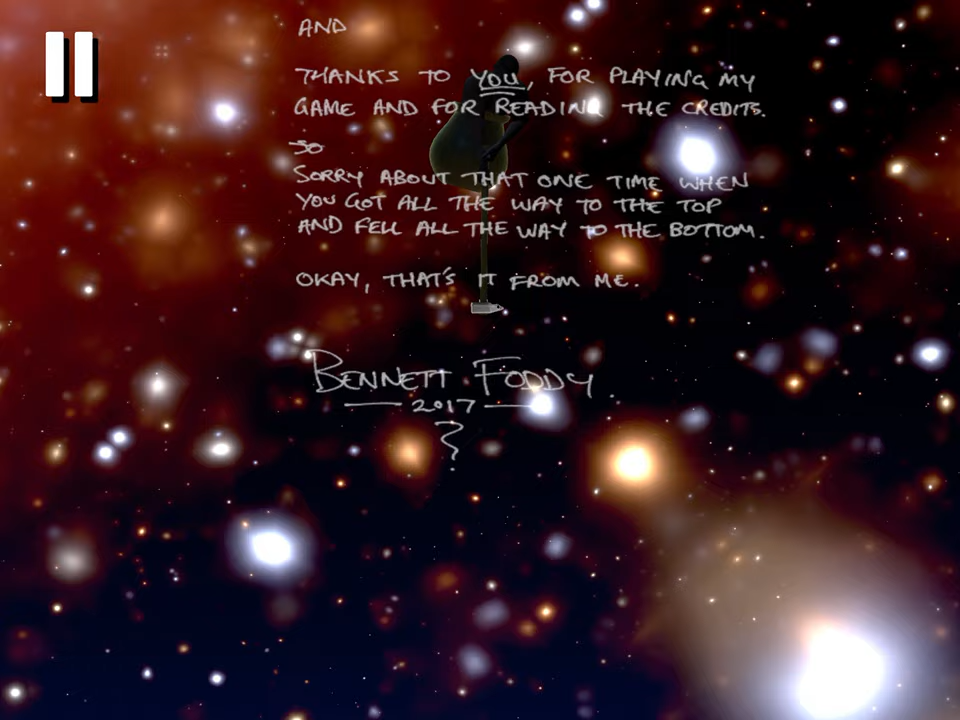 AND
THANKS TO YOU, FOR PLAYING MY
GAME AND FOR READING THE CREDITS.
SO
SORRY ABOUT THAT ONE TIME WHEN
YOU GOT ALL THE WAY TO THE TOP
AND FELL ALL THE WAY TO THE BOTTOM.
OKAY, THAT'S IT FROM ME.
BENNETT FODDY.
— 2017 —
?